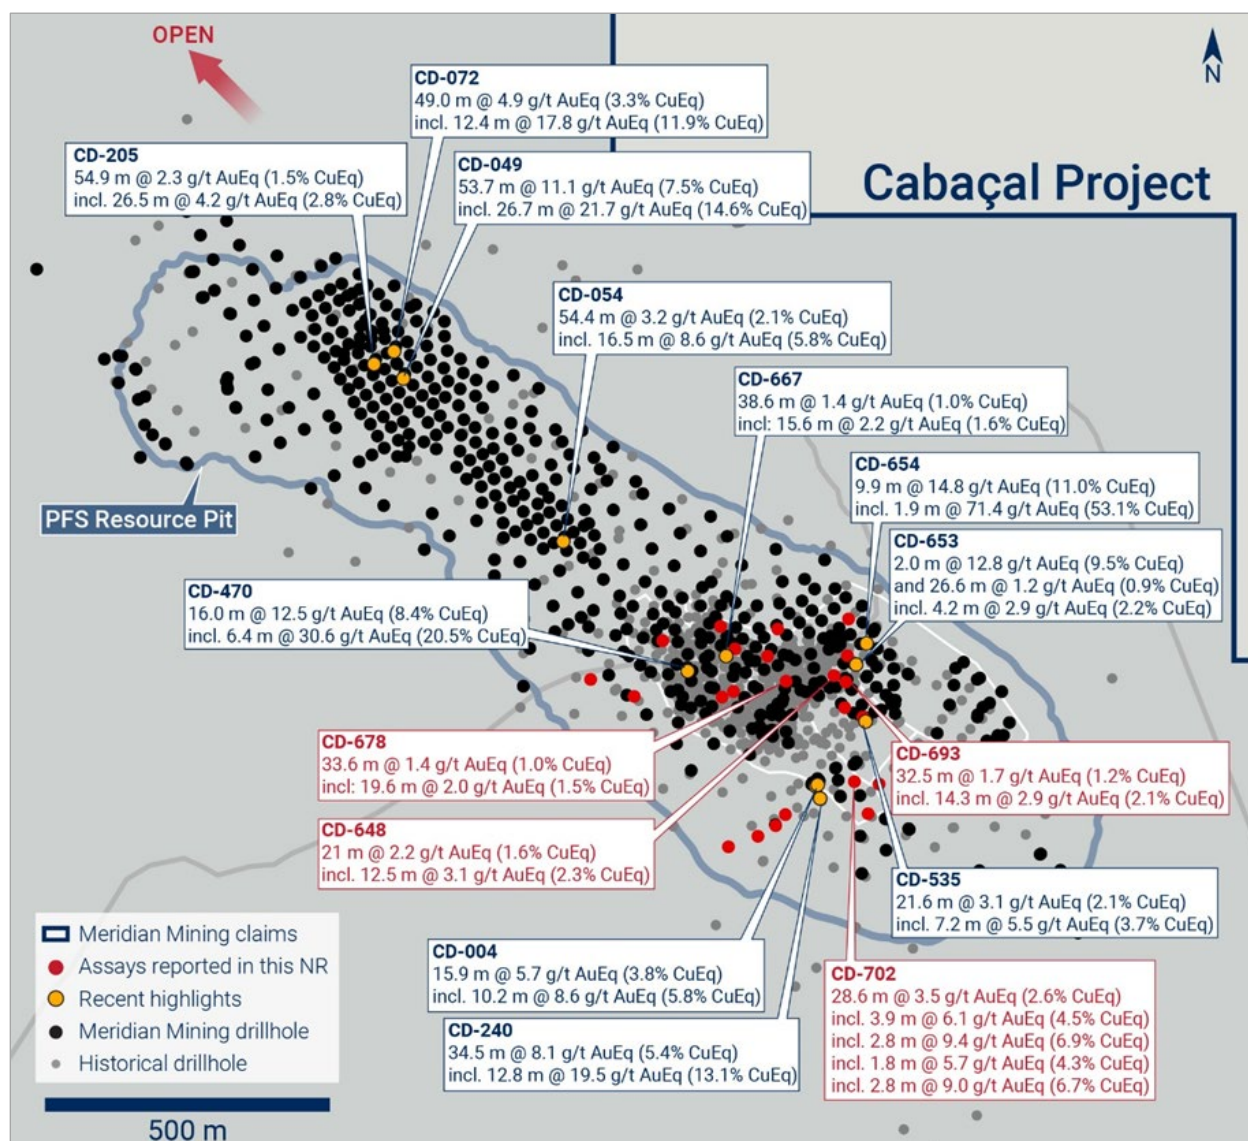 OPEN
N
CD-072
49.0 m @ 4.9 g/t AuEq (3.3% CuEq)
incl. 12.4 m @ 17.8 g/t AuEq (11.9% CuEq)
CD-205
54.9 m @ 2.3 g/t AuEq (1.5% CuEq)
incl. 26.5 m @ 4.2 g/t AuEq (2.8% CuEq)
CD-049
53.7 m @ 11.1 g/t AuEq (7.5% CuEq)
incl. 26.7 m @ 21.7 g/t AuEq (14.6% CuEq)
Cabaçal Project
CD-054
54.4 m @ 3.2 g/t AuEq (2.1% CuEq)
incl. 16.5 m @ 8.6 g/t AuEq (5.8% CuEq)
CD-667
38.6 m @ 1.4 g/t AuEq (1.0% CuEq)
incl: 15.6 m @ 2.2 g/t AuEq (1.6% CuEq)
CD-654
9.9 m @ 14.8 g/t AuEq (11.0% CuEq)
incl. 1.9 m @ 71.4 g/t AuEq (53.1% CuEq)
PFS Resource Pit
CD-653
2.0 m @ 12.8 g/t AuEq (9.5% CuEq)
and 26.6 m @ 1.2 g/t AuEq (0.9% CuEq)
incl. 4.2 m @ 2.9 g/t AuEq (2.2% CuEq)
CD-470
16.0 m @ 12.5 g/t AuEq (8.4% CuEq)
incl. 6.4 m @ 30.6 g/t AuEq (20.5% CuEq)
CD-678
33.6 m @ 1.4 g/t AuEq (1.0% CuEq)
incl: 19.6 m @ 2.0 g/t AuEq (1.5% CuEq)
CD-693
32.5 m @ 1.7 g/t AuEq (1.2% CuEq)
incl. 14.3 m @ 2.9 g/t AuEq (2.1% CuEq)
CD-648
21 m @ 2.2 g/t AuEq (1.6% CuEq)
incl. 12.5 m @ 3.1 g/t AuEq (2.3% CuEq)
CD-535
21.6 m @ 3.1 g/t AuEq (2.1% CuEq)
incl. 7.2 m @ 5.5 g/t AuEq (3.7% CuEq)
CD-004
15.9 m @ 5.7 g/t AuEq (3.8% CuEq)
incl. 10.2 m @ 8.6 g/t AuEq (5.8% CuEq)
CD-702
28.6 m @ 3.5 g/t AuEq (2.6% CuEq)
incl. 3.9 m @ 6.1 g/t AuEq (4.5% CuEq)
incl. 2.8 m @ 9.4 g/t AuEq (6.9% CuEq)
incl. 1.8 m @ 5.7 g/t AuEq (4.3% CuEq)
incl. 2.8 m @ 9.0 g/t AuEq (6.7% CuEq)
CD-240
34.5 m @ 8.1 g/t AuEq (5.4% CuEq)
incl. 12.8 m @ 19.5 g/t AuEq (13.1% CuEq)
Meridian Mining claims
Assays reported in this NR
Recent highlights
Meridian Mining drillhole
Historical drillhole
500 m